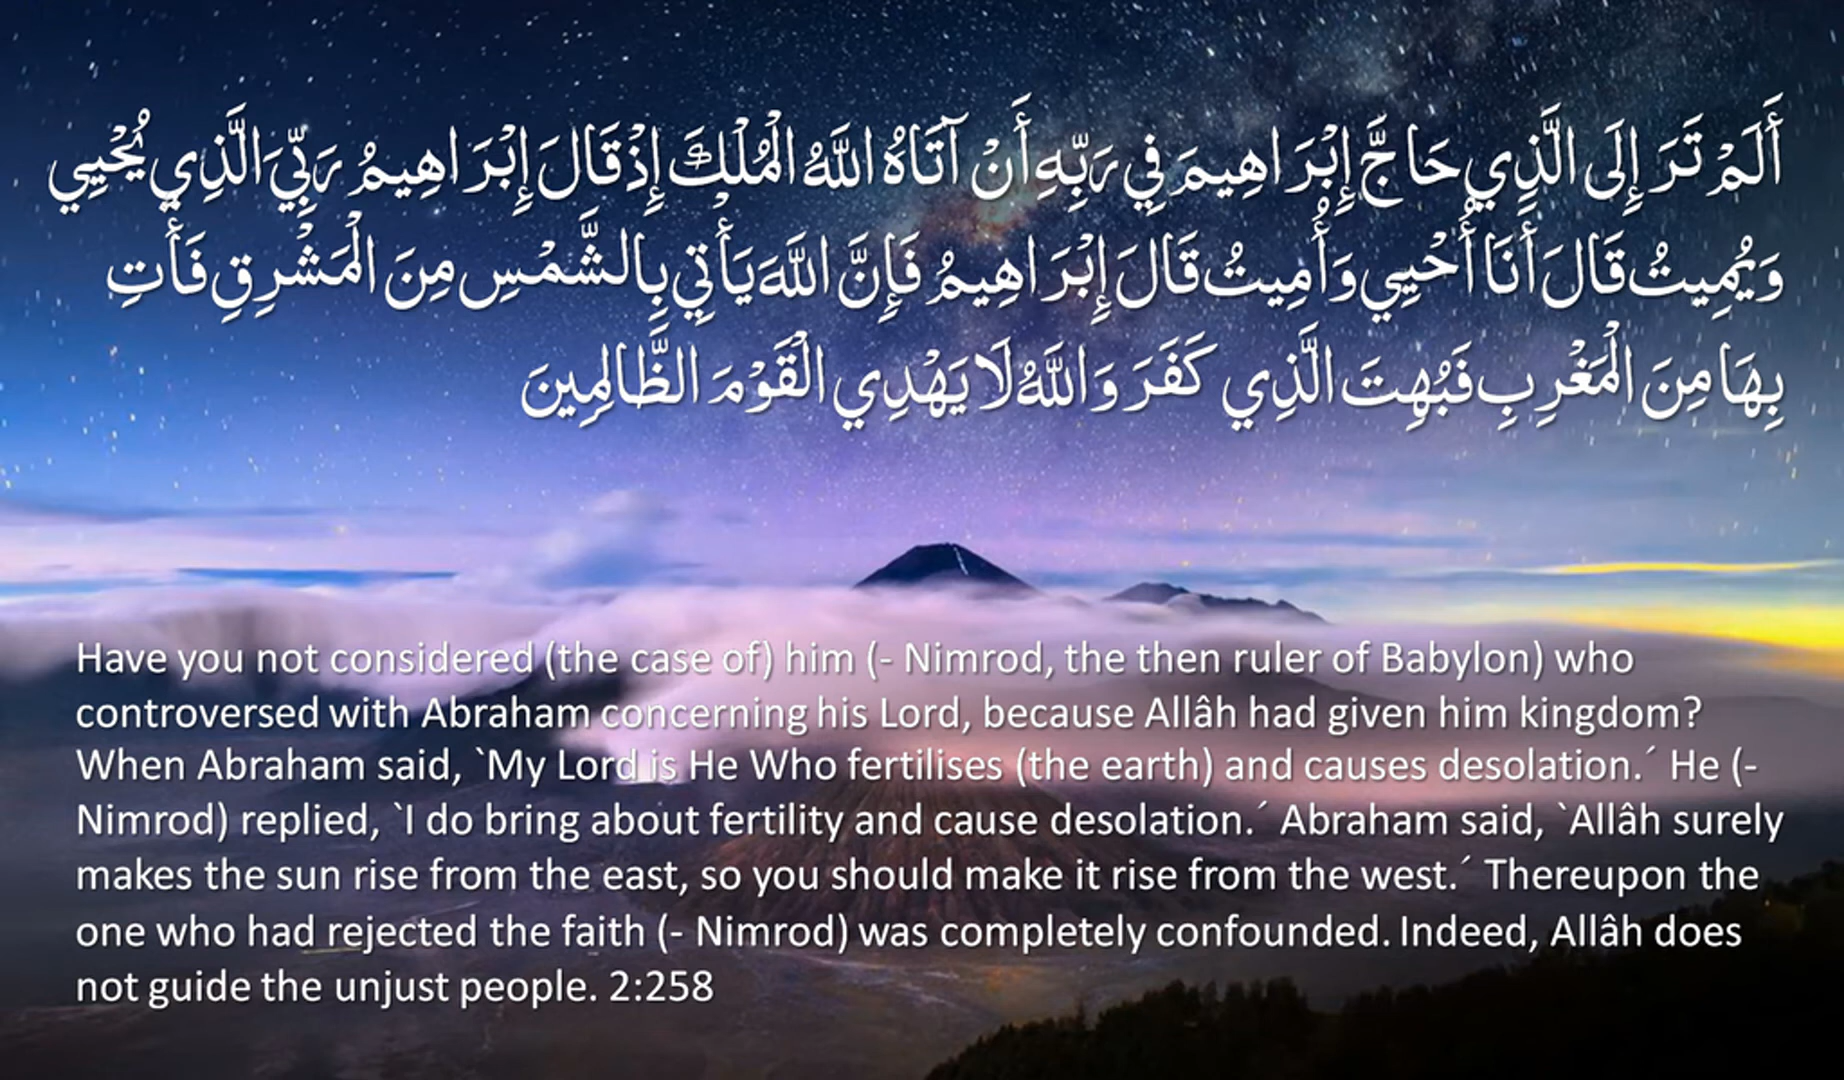 أَلَمْ تَرَ إِلَى الَّذِي حَاجَّ إِبْرَاهِيمَ فِي رَبِّهِ أَنْ آتَاهُ اللَّهُ الْمُلْكَ إِذْ قَالَ إِبْرَاهِيمُ رَبِّيَ الَّذِي يُحْيِي
وَيُمِيتُ قَالَ أَنَا أُحْيِي وَأُمِيتُ قَالَ إِبْرَاهِيمُ فَإِنَّ اللَّهَ يَأْتِي بِالشَّمْسِ مِنَ الْمَشْرِقِ فَأْتِ
بِهَا مِنَ الْمَغْرِبِ فَبُهِتَ الَّذِي كَفَرَ وَاللَّهُ لَا يَهْدِي الْقَوْمَ الظَّالِمِينَ
Have you not considered (the case of) him (- Nimrod, the then ruler of Babylon) who
controversed with Abraham concerning his Lord, because Allâh had given him kingdom?
When Abraham said, `My Lord is He Who fertilises (the earth) and causes desolation.´ He (-
Nimrod) replied, `I do bring about fertility and cause desolation.´ Abraham said, `Allâh surely
makes the sun rise from the east, so you should make it rise from the west.´ Thereupon the
one who had rejected the faith (- Nimrod) was completely confounded. Indeed, Allâh does
not guide the unjust people. 2:258